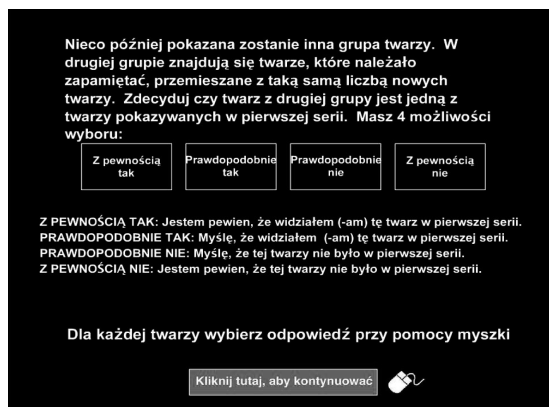 Nieco później pokazana zostanie inna grupa twarzy. W
drugiej grupie znajdują się twarze, które należało
zapamiętać, przemieszane z taką samą liczbą nowych
twarzy. Zdecyduj czy twarz z drugiej grupy jest jedną z
twarzy pokazywanych w pierwszej serii. Masz 4 możliwości
wyboru:
Z pewnością
tak
Prawdopodobnie
tak
Prawdopodobnie
nie
Z pewnością
nie
Z PEWNOŚCIĄ TAK: Jestem pewien, że widziałem (-am) tę twarz w pierwszej serii.
PRAWDOPODOBNIE TAK: Myślę, że widziałem (-am) tę twarz w pierwszej serii.
PRAWDOPODOBNIE NIE: Myślę, że tej twarzy nie było w pierwszej serii.
Z PEWNOŚCIĄ NIE: Jestem pewien, że tej twarzy nie było w pierwszej serii.
Dla każdej twarzy wybierz odpowiedź przy pomocy myszki
Kliknij tutaj, aby kontynuować